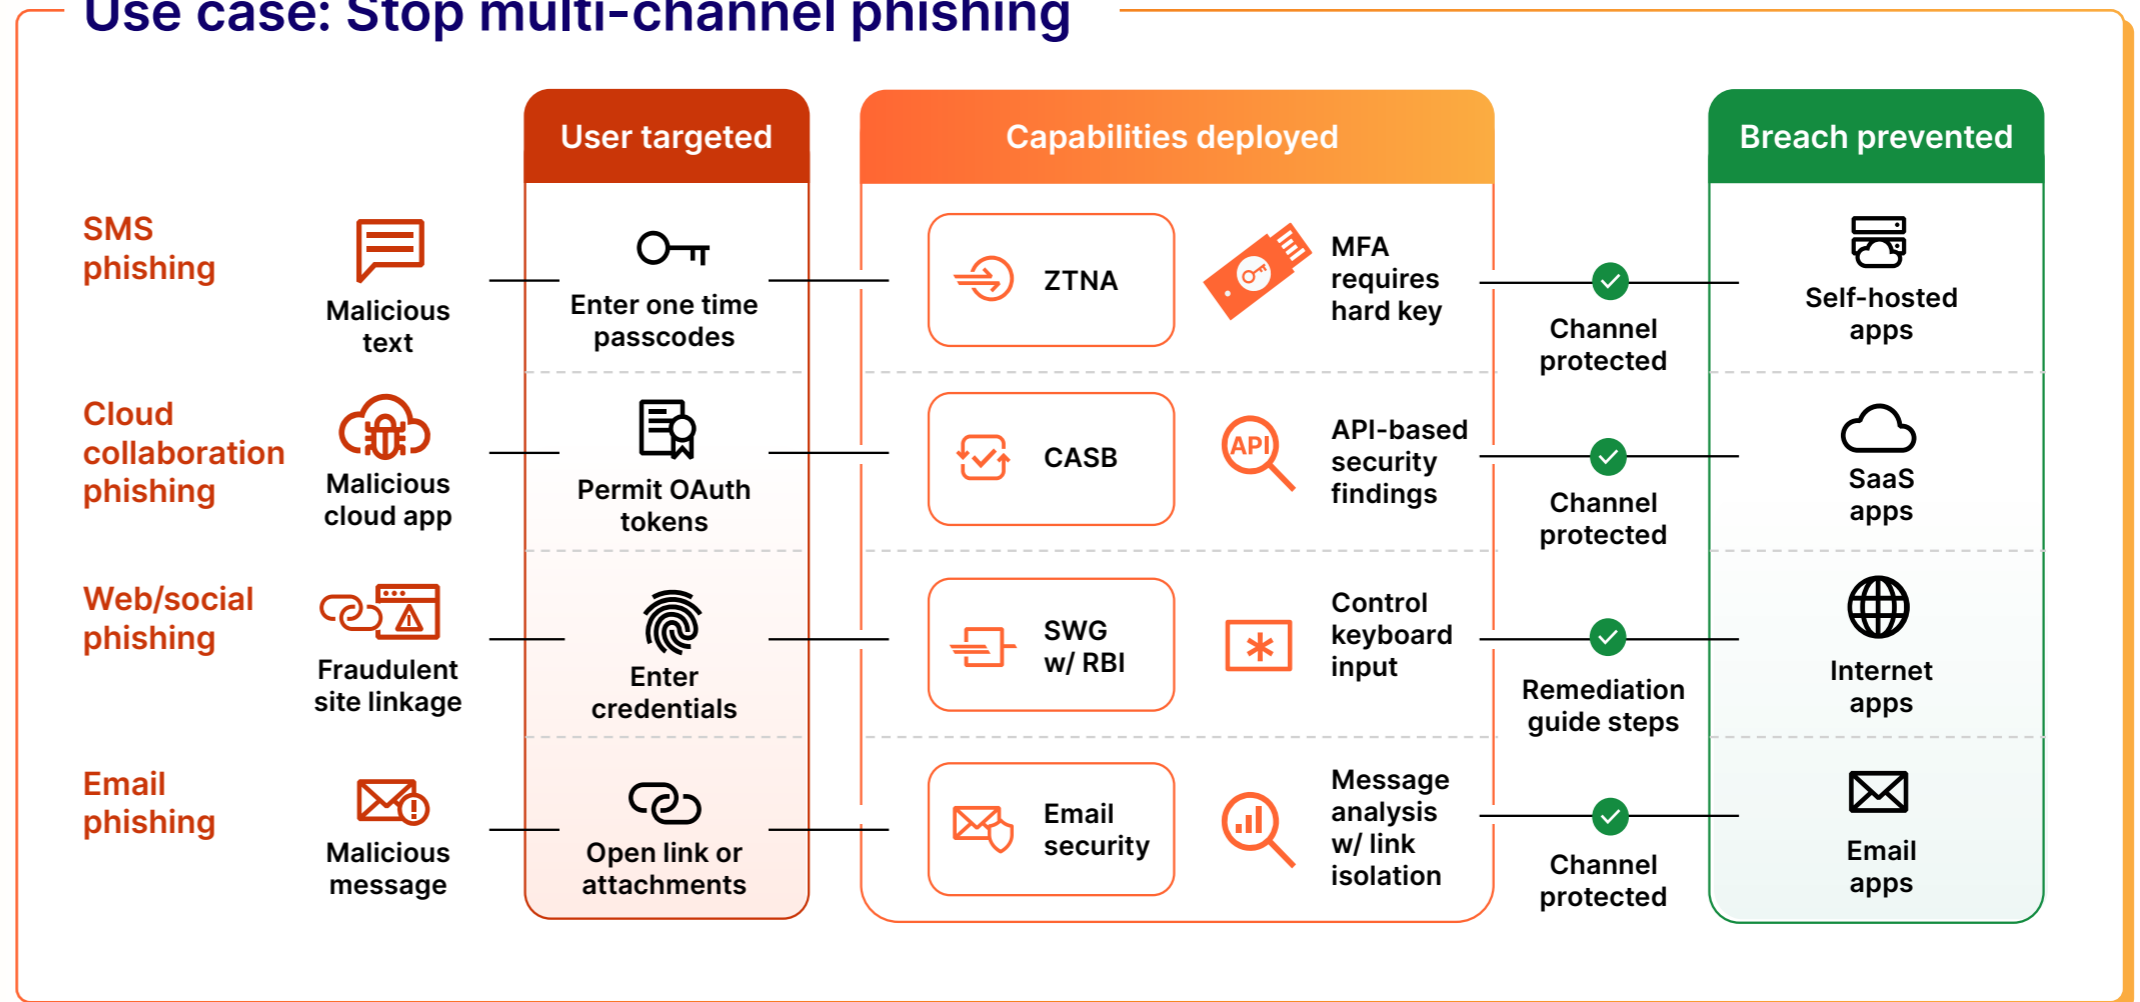 Use case: Stop multi-channel phishing
User targeted
Capabilities deployed
Breach prevented
SMS
phishing
Malicious
text
Enter one time
passcodes
ZTNA
MFA
requires
hard key
Channel
protected
Self-hosted
apps
Cloud
collaboration
phishing
Malicious
cloud app
Permit OAuth
tokens
CASB
API
API-based
security
findings
Channel
protected
SaaS
apps
Web/social
phishing
Fraudulent
site linkage
Enter
credentials
SWG
w/ RBI
*
Control
keyboard
input
Remediation
guide steps
Internet
apps
Email
phishing
Malicious
message
Open link or
attachments
Email
security
Message
analysis
w/ link
isolation
Channel
protected
Email
apps